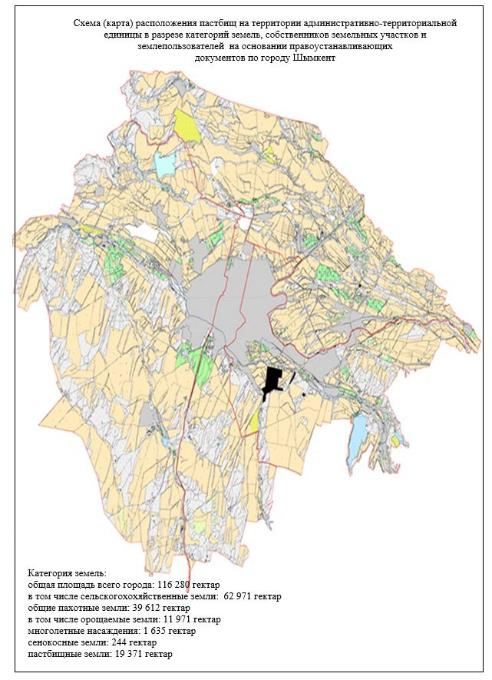 Схема (карта) расположения пастбищ на территории административно-территориальной
единицы в разрезе категорий земель, собственников земельных участков и
землепользователей на основании правоустанавливающих
документов по городу Шымкент
Категория земель:
общая площадь всего города: 116 280 гектар
в том числе сельскогохохяйственные земли: 62 971 гектар
общие пахотные земли: 39 612 гектар
в том числе орощаемые земли: 11 971 гектар
многолетные насаждения: 1 635 гектар
сенокосные земли: 244 гектар
пастбищные земли: 19 371 гектар